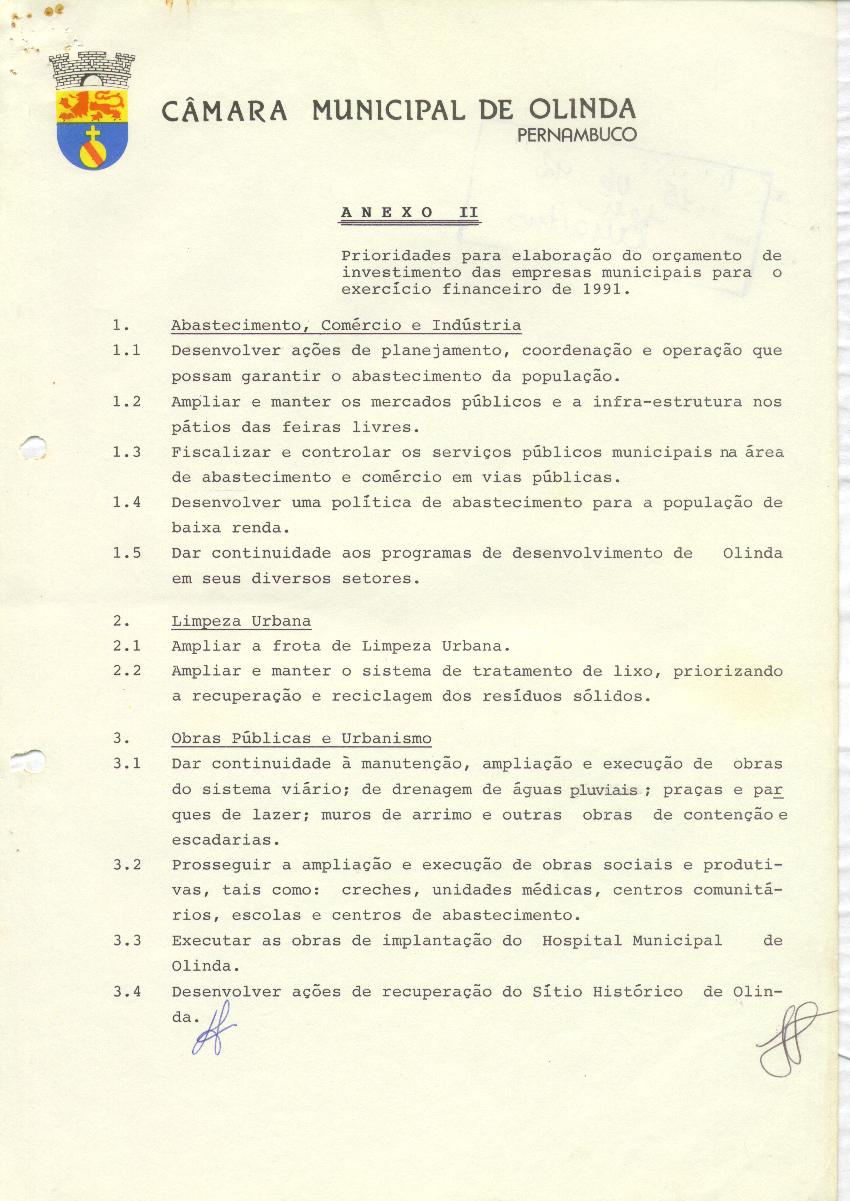 CÂMARA MUNICIPAL DE OLINDA
PERNAMBUCO
ANEXO II
Prioridades para elaboração do orçamento de
investimento das empresas municipais para o
exercício financeiro de 1991.
1. Abastecimento, Comércio e Indústria
1.1 Desenvolver ações de planejamento, coordenação e operação que
possam garantir o abastecimento da população.
1.2 Ampliar e manter os mercados públicos e a infra-estrutura nos
pátios das feiras livres.
1.3 Fiscalizar e controlar os serviços públicos municipais na área
de abastecimento e comércio em vias públicas.
1.4 Desenvolver uma política de abastecimento para a população de
baixa renda.
1.5 Dar continuidade aos programas de desenvolvimento de Olinda
em seus diversos setores.
2. Limpeza Urbana
2.1 Ampliar a frota de Limpeza Urbana.
2.2 Ampliar e manter o sistema de tratamento de lixo, priorizando
a recuperação e reciclagem dos resíduos sólidos.
3. Obras Públicas e Urbanismo
3.1 Dar continuidade à manutenção, ampliação e execução de obras
do sistema viário; de drenagem de águas pluviais; praças e par
ques de lazer; muros de arrimo e outras obras de contenção e
escadarias.
3.2 Prosseguir a ampliação e execução de obras sociais e produti-
vas, tais como: creches, unidades médicas, centros comunitá-
rios, escolas e centros de abastecimento.
3.3 Executar as obras de implantação do Hospital Municipal de
Olinda.
3.4 Desenvolver ações de recuperação do Sítio Histórico de Olin-
da.